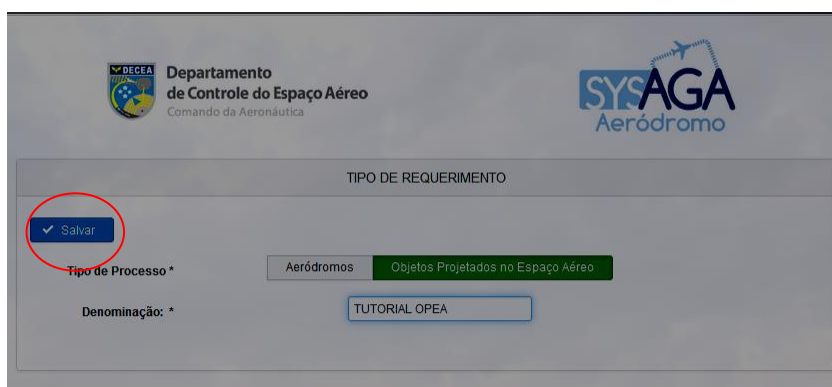 DECEA
Departamento
de Controle do Espaço Aéreo
Comando da Aeronáutica
SYSAGA
Aeródromo
TIPO DE REQUERIMENTO
Salvar
Tipo de Processo * Aeródromos Objetos Projetados no Espaço Aéreo
Denominação: * TUTORIAL OPEA